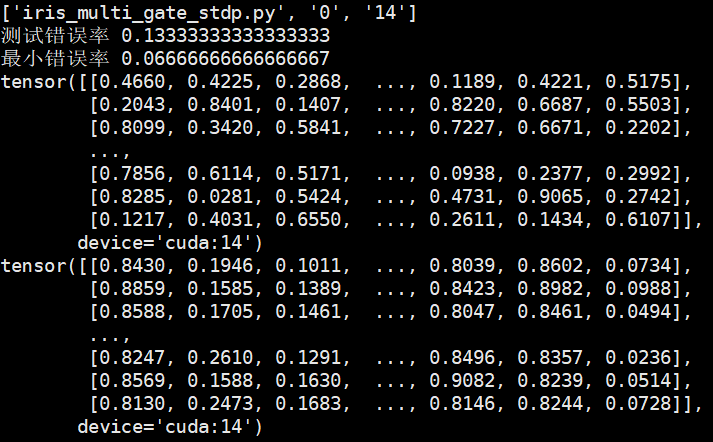 ['iris_multi_gate_stdp.py', '0', '14']
测试错误率 0.13333333333333333
最小错误率 0.06666666666666667
tensor([[0.4660, 0.4225, 0.2868,  ..., 0.1189, 0.4221, 0.5175],
        [0.2043, 0.8401, 0.1407,  ..., 0.8220, 0.6687, 0.5503],
        [0.8099, 0.3420, 0.5841,  ..., 0.7227, 0.6671, 0.2202],
        ...,
        [0.7856, 0.6114, 0.5171,  ..., 0.0938, 0.2377, 0.2992],
        [0.8285, 0.0281, 0.5424,  ..., 0.4731, 0.9065, 0.2742],
        [0.1217, 0.4031, 0.6550,  ..., 0.2611, 0.1434, 0.6107]],
       device='cuda:14')
tensor([[0.8430, 0.1946, 0.1011,  ..., 0.8039, 0.8602, 0.0734],
        [0.8859, 0.1585, 0.1389,  ..., 0.8423, 0.8982, 0.0988],
        [0.8588, 0.1705, 0.1461,  ..., 0.8047, 0.8461, 0.0494],
        ...,
        [0.8247, 0.2610, 0.1291,  ..., 0.8496, 0.8357, 0.0236],
        [0.8569, 0.1588, 0.1630,  ..., 0.9082, 0.8239, 0.0514],
        [0.8130, 0.2473, 0.1683,  ..., 0.8146, 0.8244, 0.0728]],
       device='cuda:14')